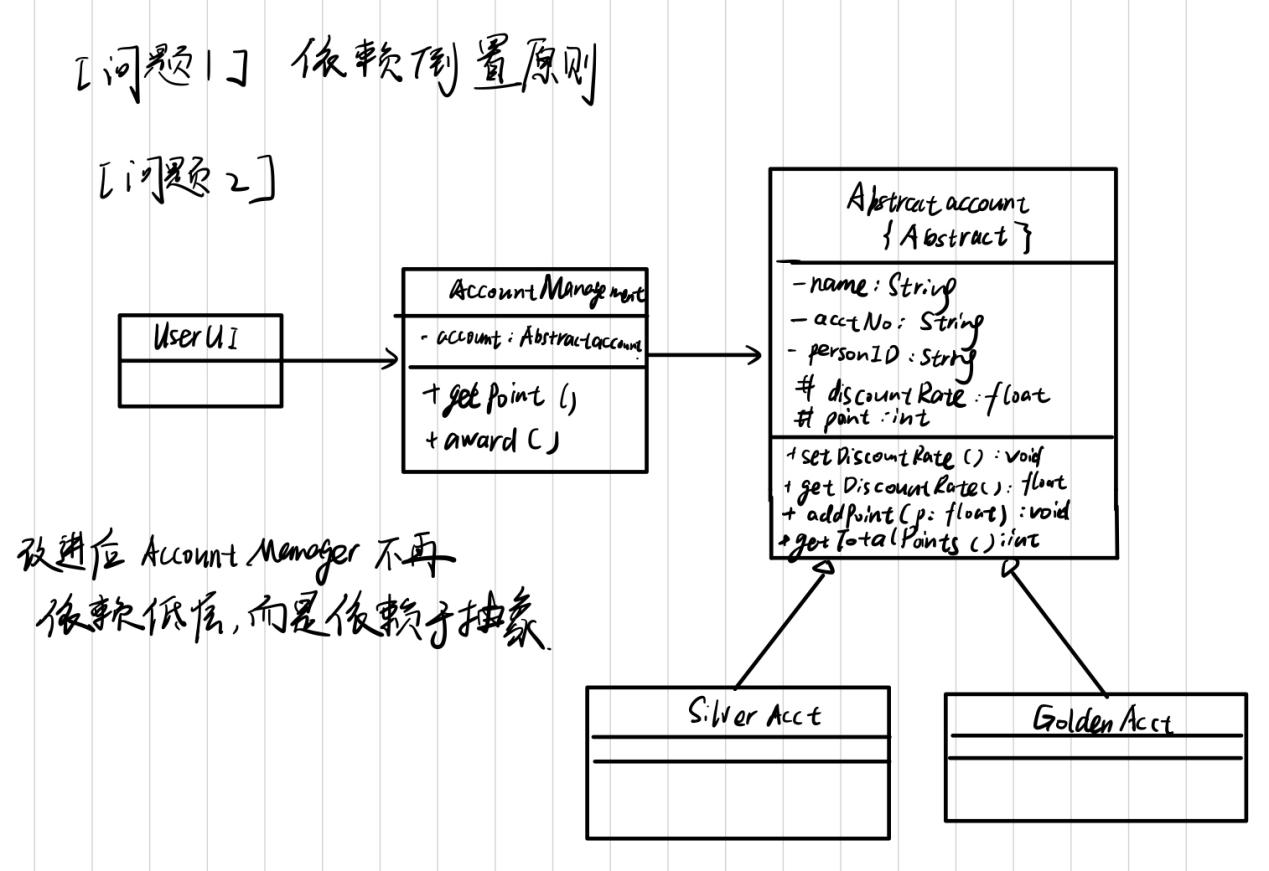 [问题1] 依赖倒置原则
[问题2]
UserUI
AccountManagement
- account : Abstractaccount
+ getPoint ()
+ award ()
Abstract account
{ Abstract }
- name : String
- acctNo : String
- personID : String
# discountRate : float
# point : int
+ setDiscountRate () : void
+ getDiscountRate() : float
+ addPoint (p : float) : void
+ getTotalPoints () : int
改进后 Account Manager 不再
依赖低层,而是依赖于抽象.
Silver Acct
Golden Acct